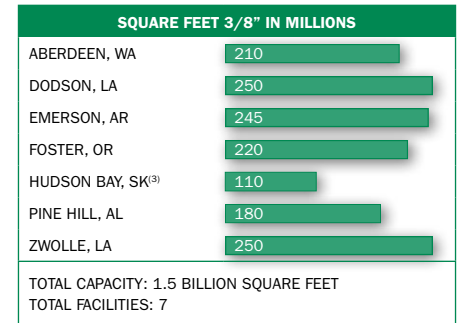 SQUARE FEET 3/8” IN MILLIONS
ABERDEEN, WA 210
DODSON, LA 250
EMERSON, AR 245
FOSTER, OR 220
HUDSON BAY, SK(3) 110
PINE HILL, AL 180
ZWOLLE, LA 250
TOTAL CAPACITY: 1.5 BILLION SQUARE FEET
TOTAL FACILITIES: 7